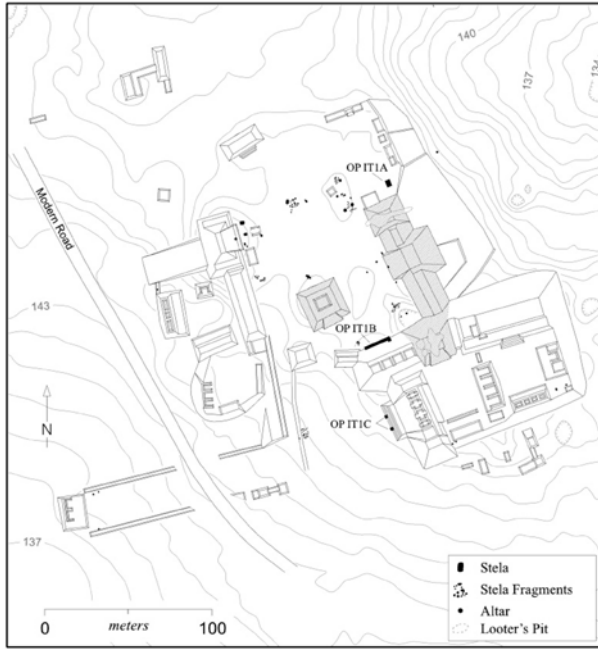 100
140
137
134
OP IT1A
Modern Road
143
OP IT1B
N
OP IT1C
137
Stela
Stela Fragments
Altar
Looter's Pit
0 meters 100